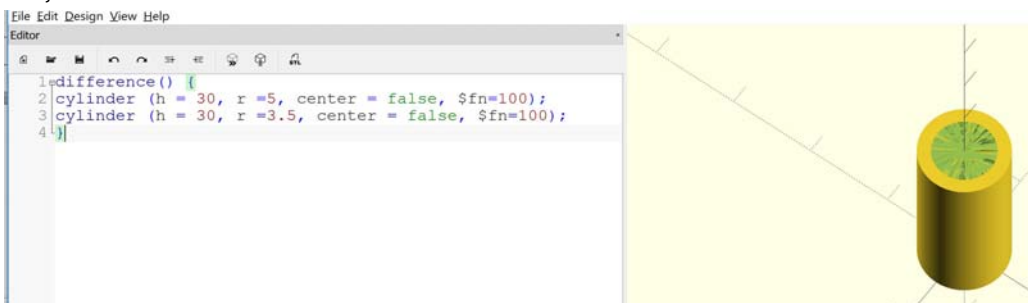 File Edit Design View Help
Editor
1 difference() {
2 cylinder (h = 30, r =5, center = false, $fn=100);
3 cylinder (h = 30, r =3.5, center = false, $fn=100);
4 }